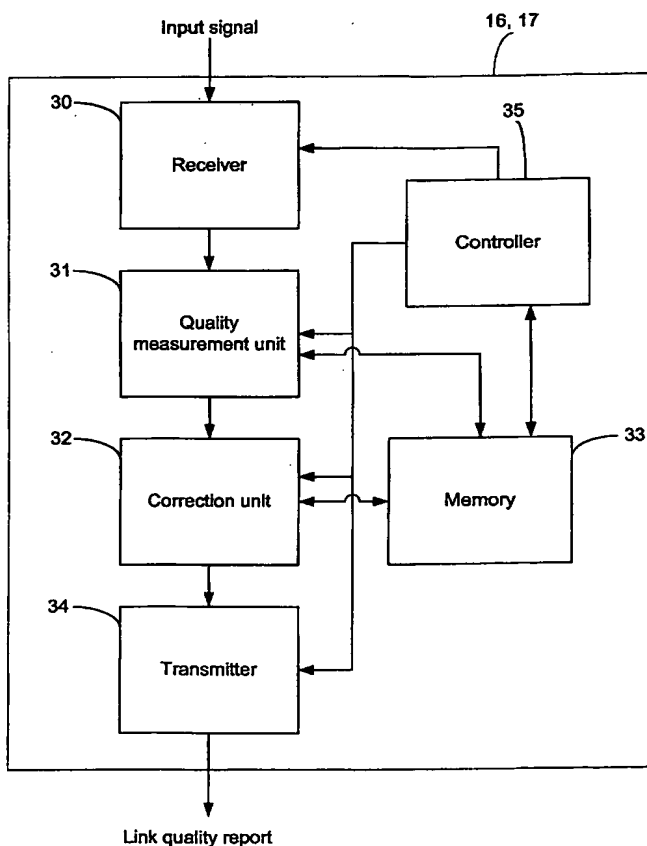 Input signal
16, 17
30
Receiver
35
Controller
31
Quality
measurement unit
32
Correction unit
33
Memory
34
Transmitter
Link quality report